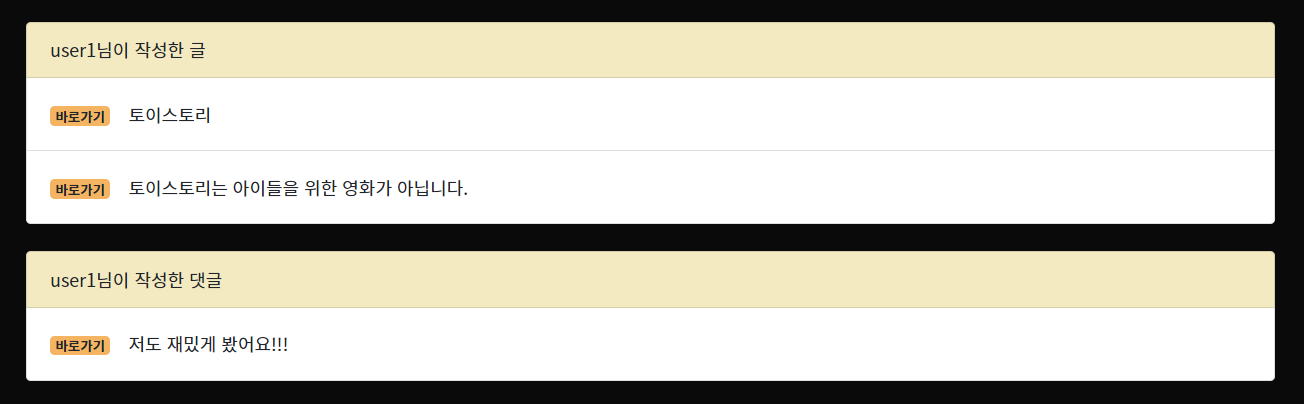 user1님이 작성한 글
바로가기 토이스토리
바로가기 토이스토리는 아이들을 위한 영화가 아닙니다.
user1님이 작성한 댓글
바로가기 저도 재밌게 봤어요!!!